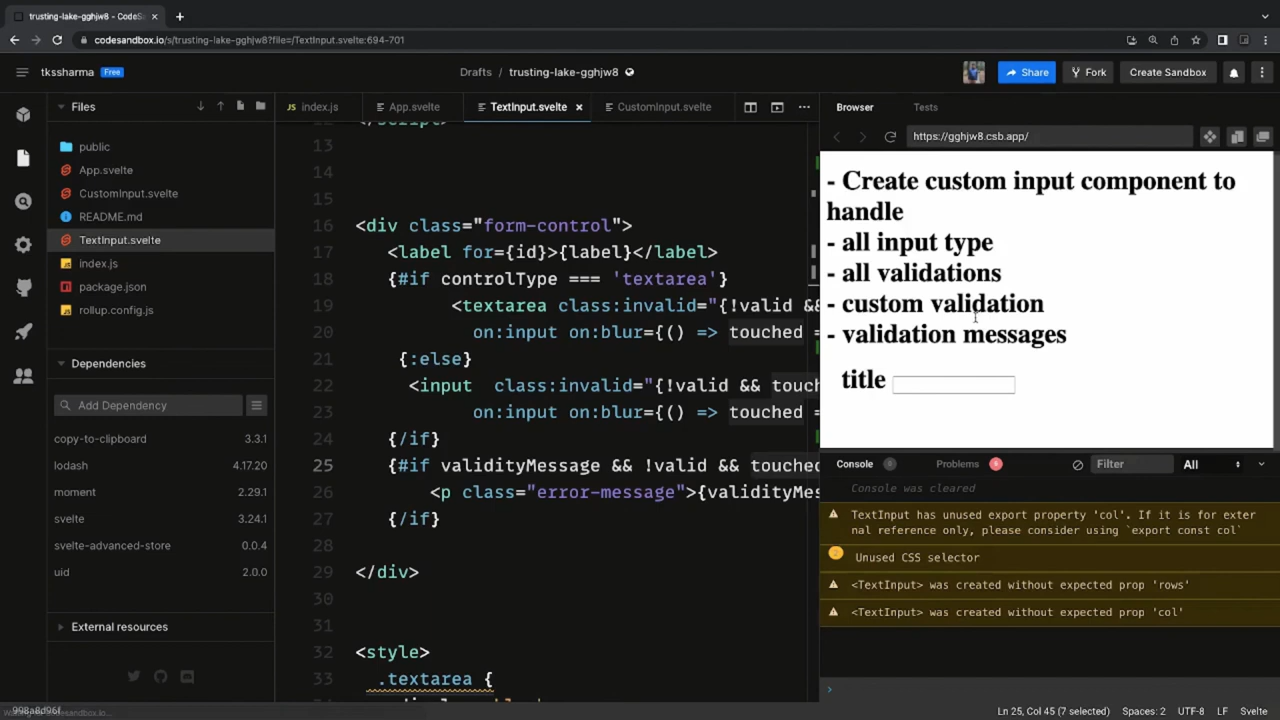 trusting-lake-gghjw8 - CodeSa
codesandbox.io/s/trusting-lake-gghjw8?file=/TextInput.svelte:694-701
tkssharma Free
Drafts / trusting-lake-gghjw8
Share
Fork
Create Sandbox
Files
public
App.svelte
CustomInput.svelte
README.md
TextInput.svelte
index.js
package.json
rollup.config.js
Dependencies
Add Dependency
copy-to-clipboard 3.3.1
lodash 4.17.20
moment 2.29.1
svelte 3.24.1
svelte-advanced-store 0.0.4
uid 2.0.0
External resources
998a8d96f
index.js
App.svelte
TextInput.svelte
CustomInput.svelte
13
14
15
16 <div class="form-control">
17 <label for={id}>{label}</label>
18 {#if controlType === 'textarea'}
19 <textarea class:invalid="{!valid &&
20 on:input on:blur={() => touched
21 {:else}
22 <input class:invalid="{!valid && touch
23 on:input on:blur={() => touched =
24 {/if}
25 {#if validityMessage && !valid && touched
26 <p class="error-message">{validityMes
27 {/if}
28
29 </div>
30
31
32 <style>
33 .textarea {
Browser
Tests
https://gghjw8.csb.app/
- Create custom input component to
handle
- all input type
- all validations
- custom validation
- validation messages
title
Console 0
Problems
Filter
All
Console was cleared
TextInput has unused export property 'col'. If it is for exter
nal reference only, please consider using `export const col`
Unused CSS selector
<TextInput> was created without expected prop 'rows'
<TextInput> was created without expected prop 'col'
Ln 25, Col 45 (7 selected)
Spaces: 2
UTF-8
LF
Svelte